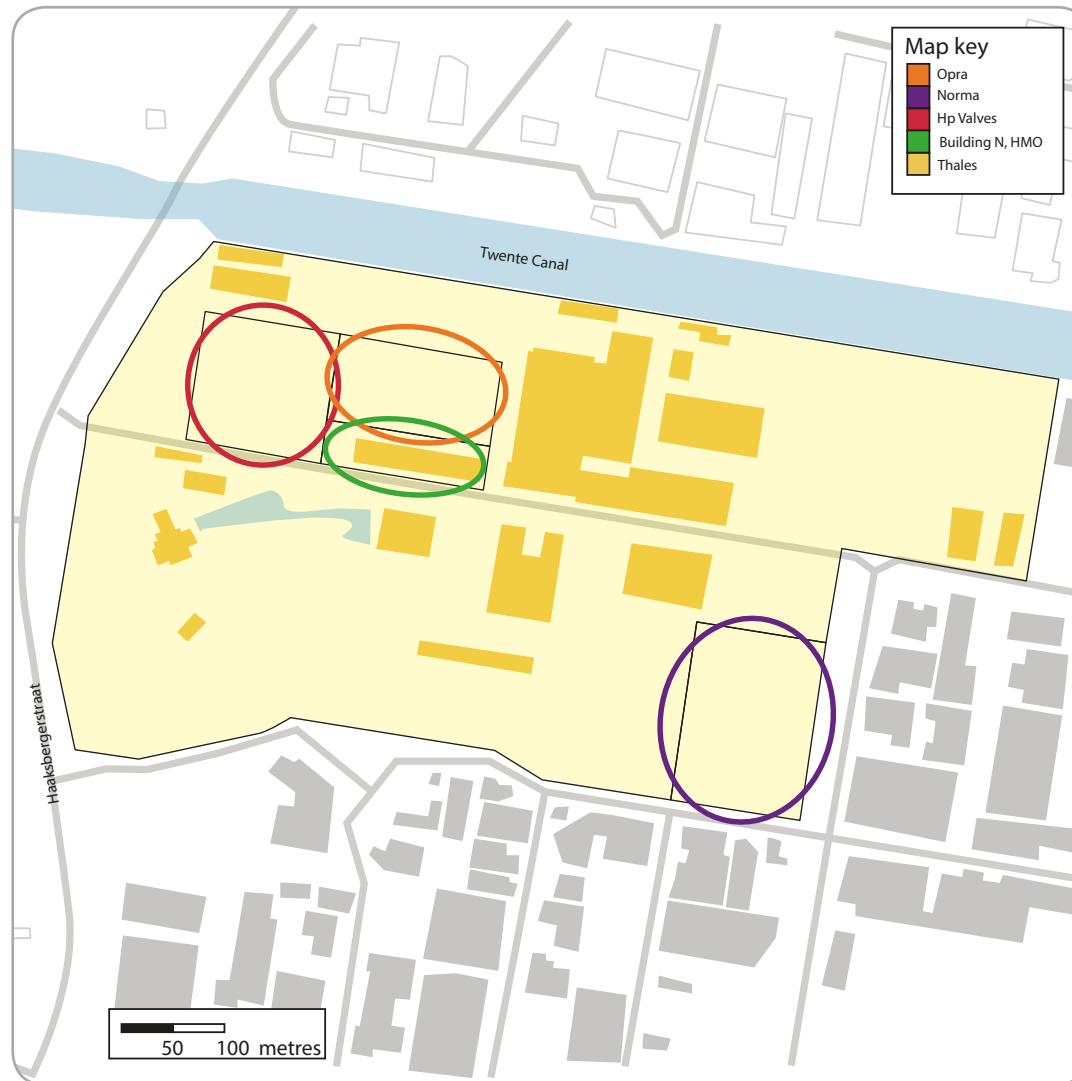 Map key
Opra
Norma
Hp Valves
Building N, HMO
Thales
Twente Canal
Haaksbergerstraat
50 100 metres